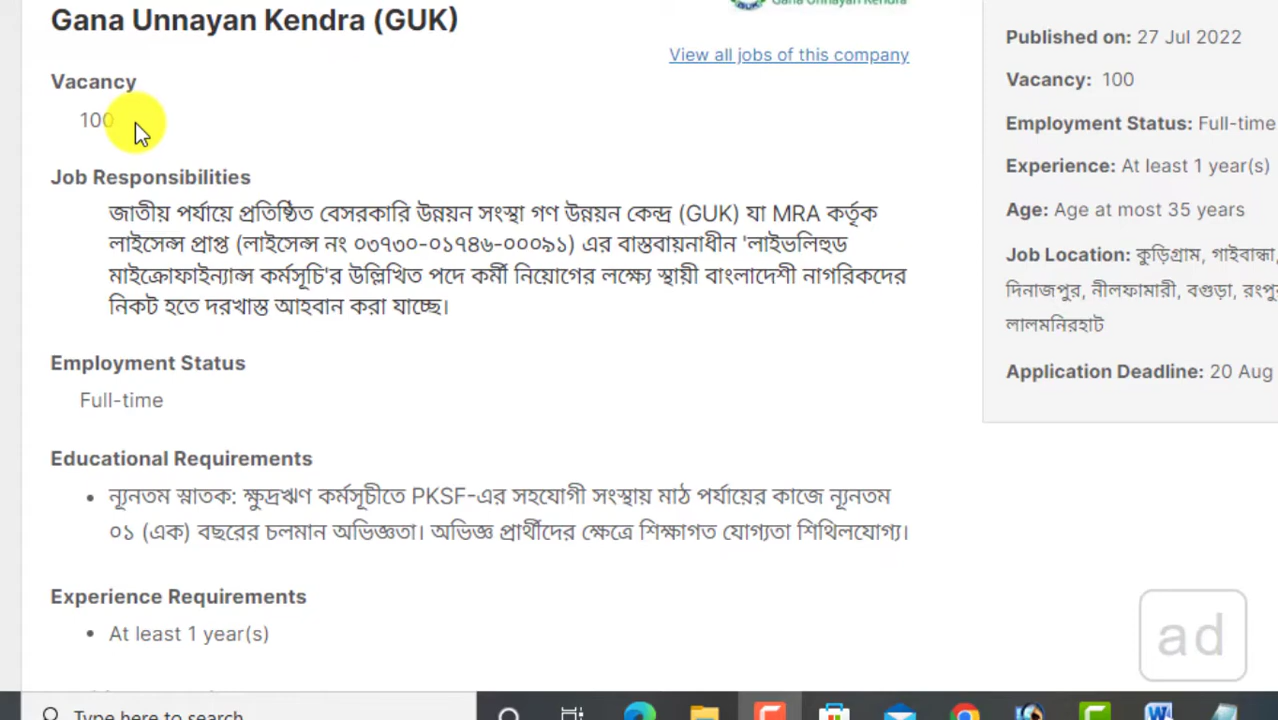 Gana Unnayan Kendra (GUK)
Gana Unnayan Kendra
View all jobs of this company
Vacancy
100
Job Responsibilities
জাতীয় পর্যায়ে প্রতিষ্ঠিত বেসরকারি উন্নয়ন সংস্থা গণ উন্নয়ন কেন্দ্র (GUK) যা MRA কর্তৃক
লাইসেন্স প্রাপ্ত (লাইসেন্স নং ০৩৭৩০-০১৭৪৬-০০০৯১) এর বাস্তবায়নাধীন 'লাইভলিহুড
মাইক্রোফাইন্যান্স কর্মসূচি'র উল্লিখিত পদে কর্মী নিয়োগের লক্ষ্যে স্থায়ী বাংলাদেশী নাগরিকদের
নিকট হতে দরখাস্ত আহবান করা যাচ্ছে।
Employment Status
Full-time
Educational Requirements
• ন্যূনতম স্নাতক: ক্ষুদ্রঋণ কর্মসূচীতে PKSF-এর সহযোগী সংস্থায় মাঠ পর্যায়ের কাজে ন্যূনতম
০১ (এক) বছরের চলমান অভিজ্ঞতা। অভিজ্ঞ প্রার্থীদের ক্ষেত্রে শিক্ষাগত যোগ্যতা শিথিলযোগ্য।
Experience Requirements
• At least 1 year(s)
Published on: 27 Jul 2022
Vacancy: 100
Employment Status: Full-time
Experience: At least 1 year(s)
Age: Age at most 35 years
Job Location: কুড়িগ্রাম, গাইবান্ধা,
দিনাজপুর, নীলফামারী, বগুড়া, রংপুর
লালমনিরহাট
Application Deadline: 20 Aug
ad
Type here to search